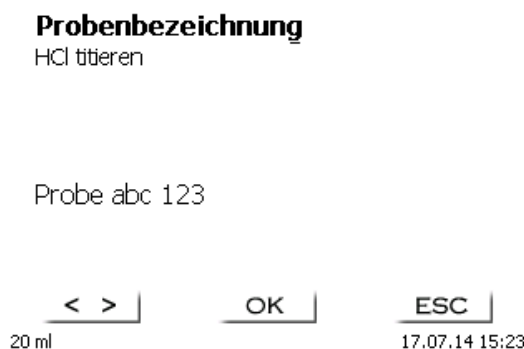 Probenbezeichnung
HCl titieren
Probe abc 123
< > OK ESC
20 ml 17.07.14 15:23